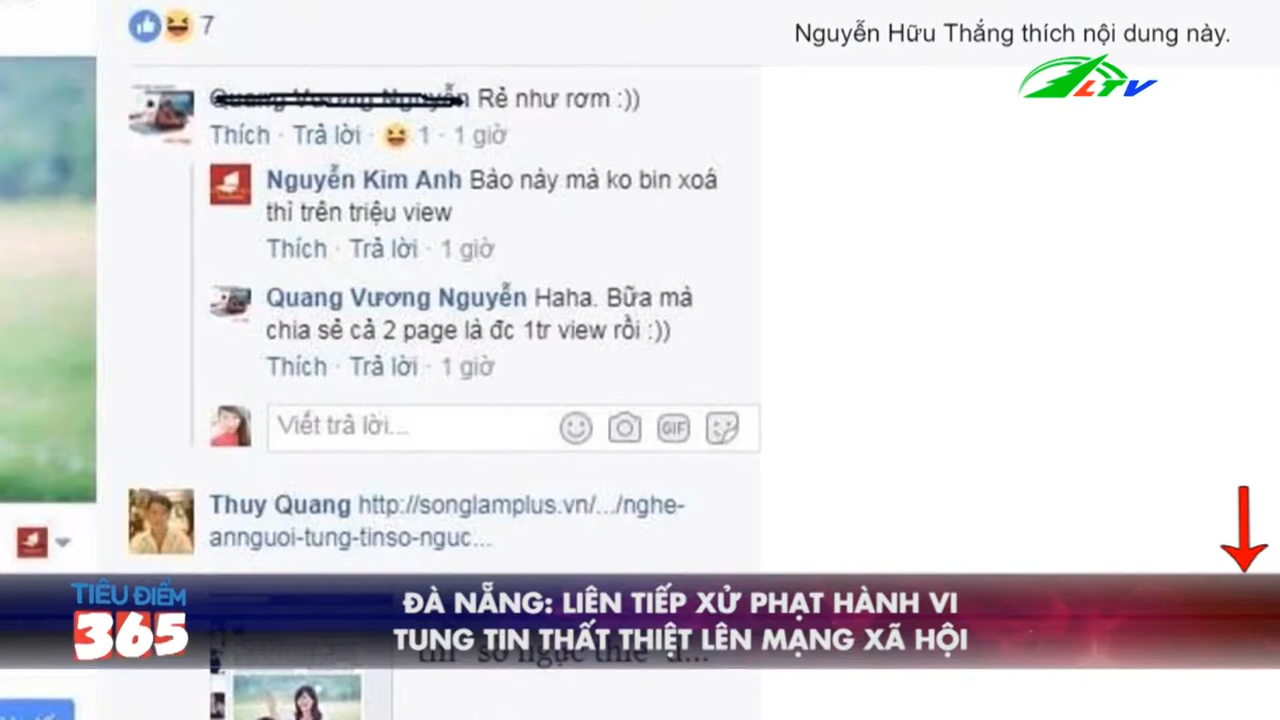 7
Nguyễn Hữu Thắng thích nội dung này.
LTV
Quang Vương Nguyễn Rẻ như rơm :))
Thích · Trả lời · 1 · 1 giờ
Nguyễn Kim Anh Bảo này mà ko bin xoá
thì trên triệu view
Thích · Trả lời · 1 giờ
Quang Vương Nguyễn Haha. Bữa mà
chia sẻ cả 2 page là đc 1tr view rồi :))
Thích · Trả lời · 1 giờ
Viết trả lời...
GIF
Thuy Quang http://songlamplus.vn/.../nghe-
annguoi-tung-tinso-nguc...
TIÊU ĐIỂM
365
ĐÀ NẴNG: LIÊN TIẾP XỬ PHẠT HÀNH VI
TUNG TIN THẤT THIỆT LÊN MẠNG XÃ HỘI